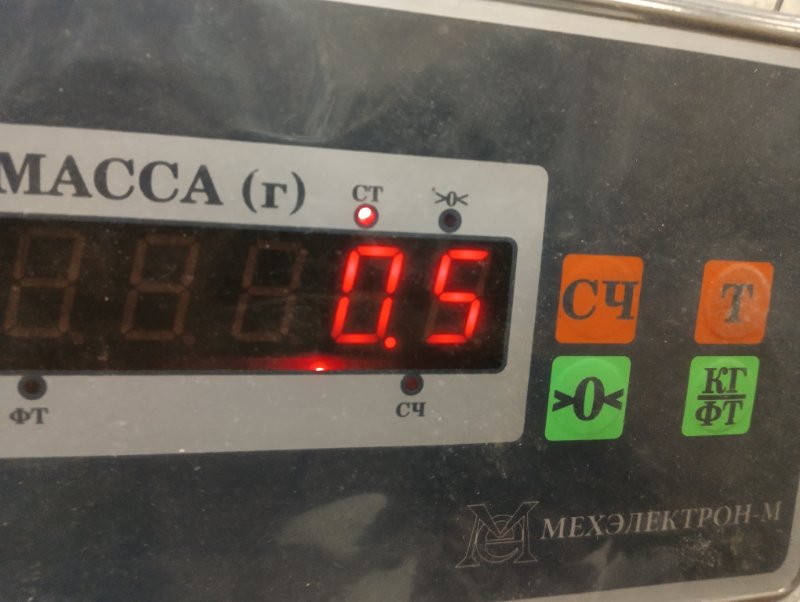 МАССА (г)
СТ >0<
0.5
ФТ СЧ
СЧ Т
>0< КГ
ФТ
МЕХЭЛЕКТРОН-М